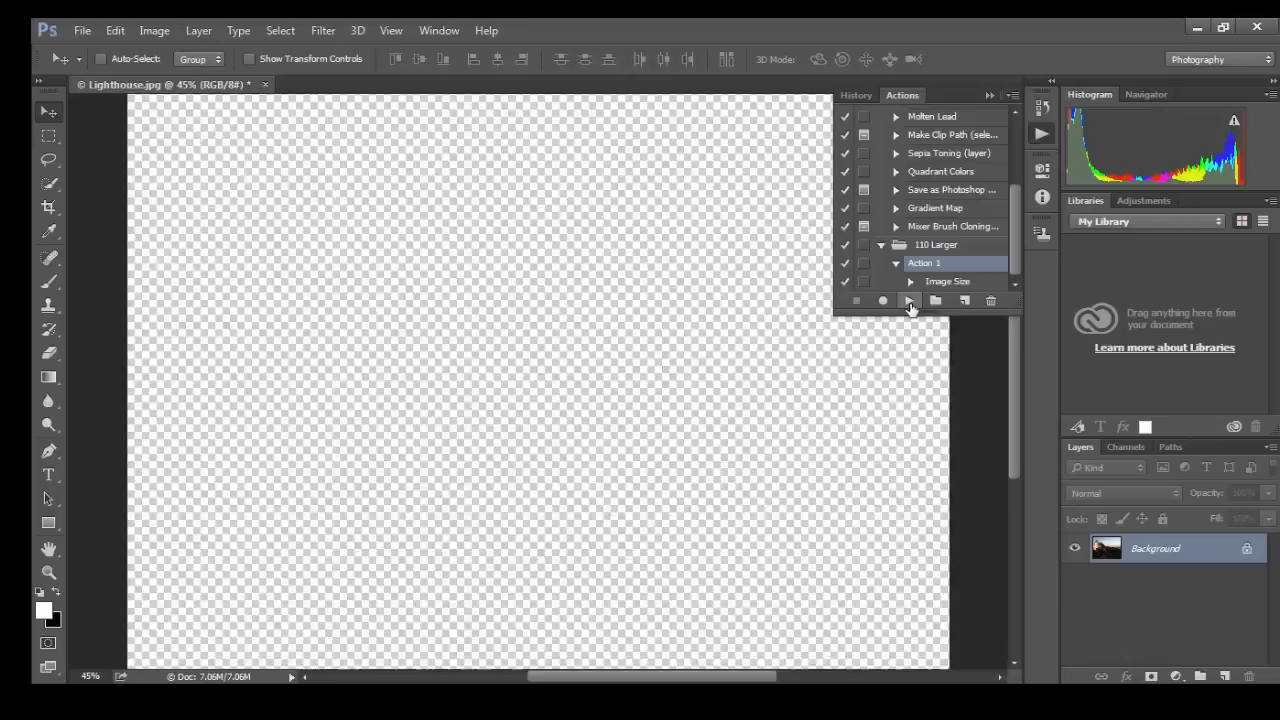 Ps File Edit Image Layer Type Select Filter 3D View Window Help
Auto-Select: Group Show Transform Controls 3D Mode: Photography
© Lighthouse.jpg @ 45% (RGB/8#) *
History Actions
Molten Lead
Make Clip Path (sele...
Sepia Toning (layer)
Quadrant Colors
Save as Photoshop ...
Gradient Map
Mixer Brush Cloning...
110 Larger
Action 1
Image Size
Histogram Navigator
Libraries Adjustments
My Library
Drag anything here from
your document
Learn more about Libraries
Layers Channels Paths
Kind
Normal Opacity: 100%
Lock: Fill: 100%
Background
45% © Doc: 7.06M/7.06M